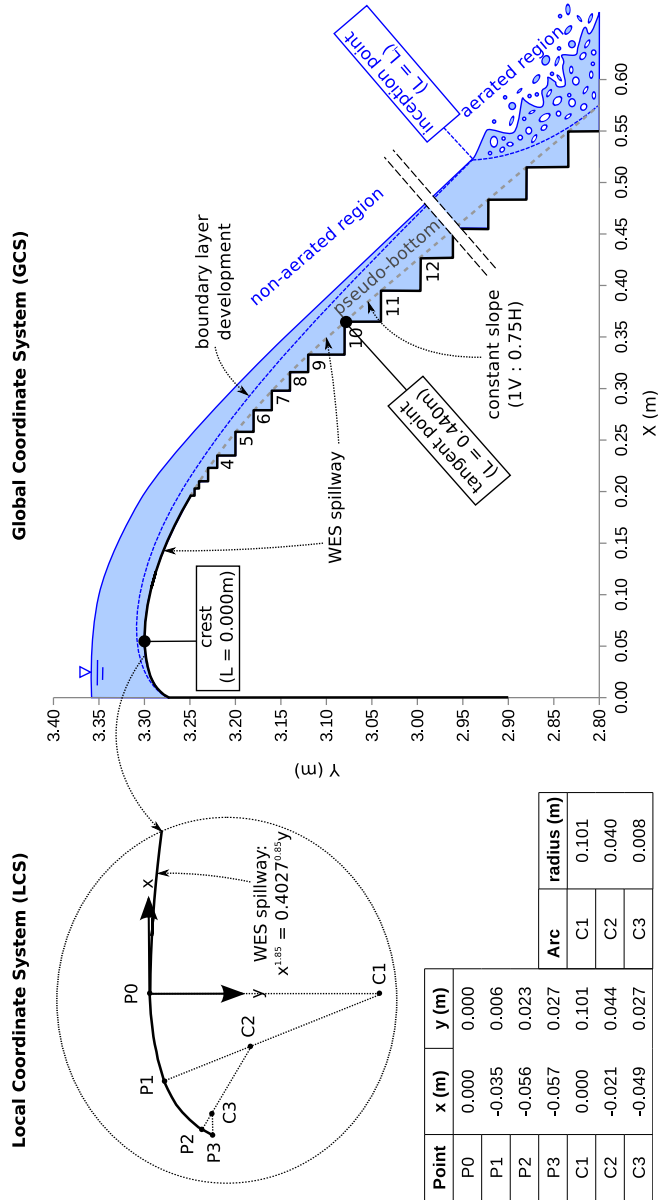 Local Coordinate System (LCS)
P0
x
P1
P2
P3
C3
C2
y
C1
WES spillway:
x^1.85 = 0.4027^0.85y
Point x (m) y (m)
P0 0.000 0.000
P1 -0.035 0.006
P2 -0.056 0.023
P3 -0.057 0.027
C1 0.000 0.101
C2 -0.021 0.044
C3 -0.049 0.027
Arc radius (m)
C1 0.101
C2 0.040
C3 0.008
Global Coordinate System (GCS)
Y (m)
3.40
3.35
3.30
3.25
3.20
3.15
3.10
3.05
3.00
2.95
2.90
2.85
2.80
0.00
0.05
0.10
0.15
0.20
0.25
0.30
0.35
0.40
0.45
0.50
0.55
0.60
X (m)
crest
(L = 0.000m)
WES spillway
boundary layer
development
non-aerated region
inception point
(L = Li)
aerated region
pseudo-bottom
4
5
6
7
8
9
10
11
12
tangent point
(L = 0.440m)
constant slope
(1V : 0.75H)